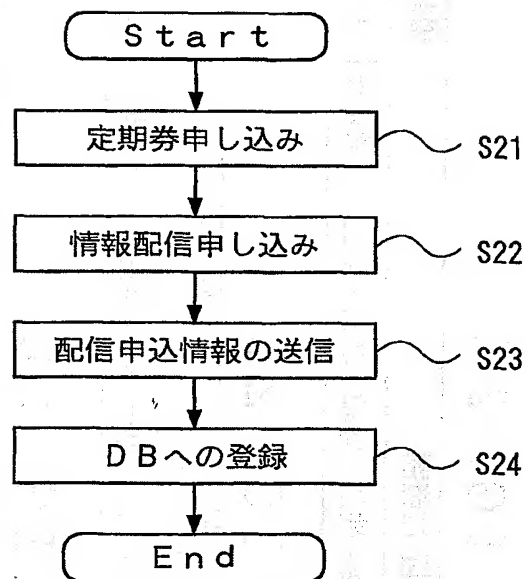 Ｓｔａｒｔ
定期券申し込み
S21
情報配信申し込み
S22
配信申込情報の送信
S23
ＤＢへの登録
S24
Ｅｎｄ